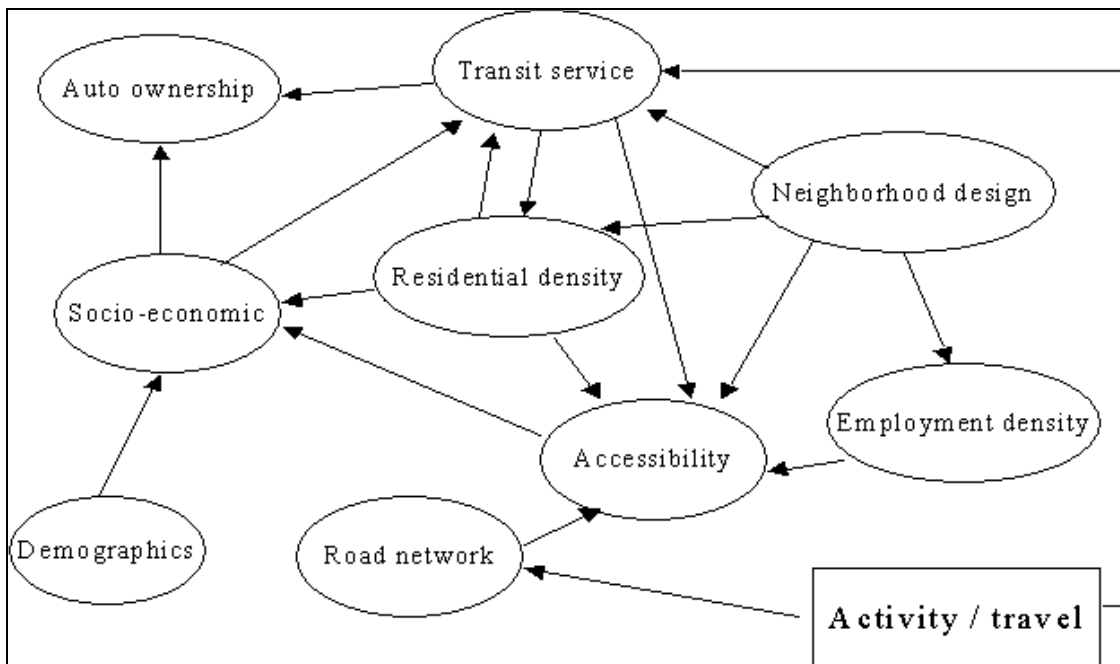 Transit service
Auto ownership
Neighborhood design
Residential density
Socio-economic
Employment density
Accessibility
Demographics
Road network
Activity / travel